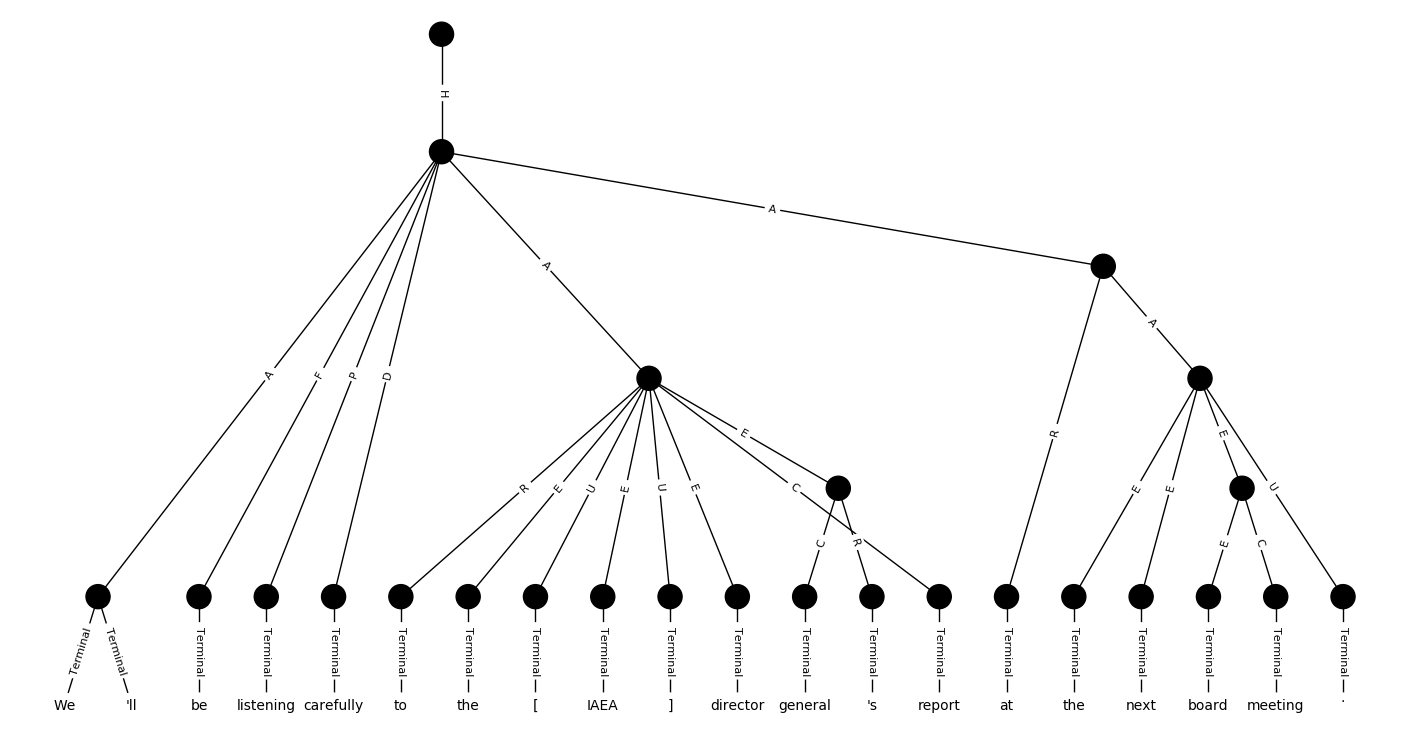 H
A
A
A
A
F
P
D
E
R
E
R
E
U
E
U
E
C
E
E
U
C
R
E
C
Terminal Terminal Terminal Terminal Terminal Terminal Terminal Terminal Terminal Terminal Terminal Terminal Terminal Terminal Terminal Terminal Terminal Terminal Terminal Terminal
We 'll be listening carefully to the [ IAEA ] director general 's report at the next board meeting .